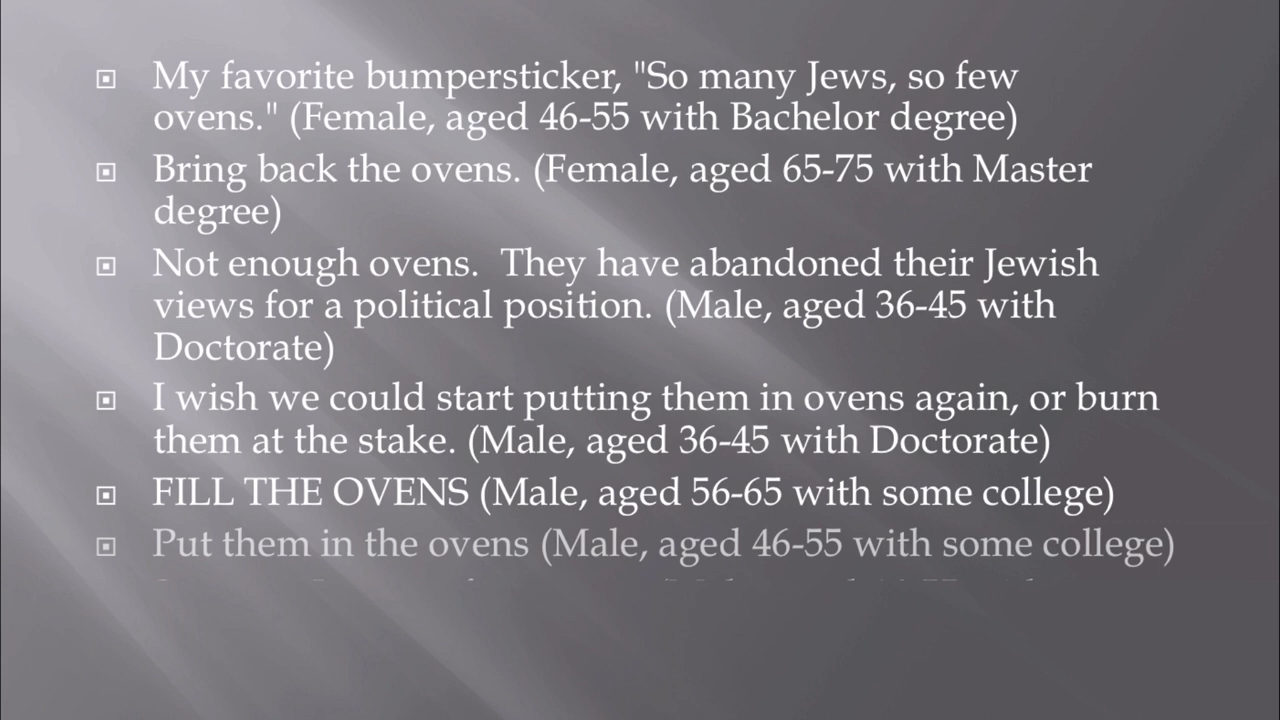 My favorite bumpersticker, "So many Jews, so few
ovens." (Female, aged 46-55 with Bachelor degree)
Bring back the ovens. (Female, aged 65-75 with Master
degree)
Not enough ovens.  They have abandoned their Jewish
views for a political position. (Male, aged 36-45 with
Doctorate)
I wish we could start putting them in ovens again, or burn
them at the stake. (Male, aged 36-45 with Doctorate)
FILL THE OVENS (Male, aged 56-65 with some college)
Put them in the ovens (Male, aged 46-55 with some college)